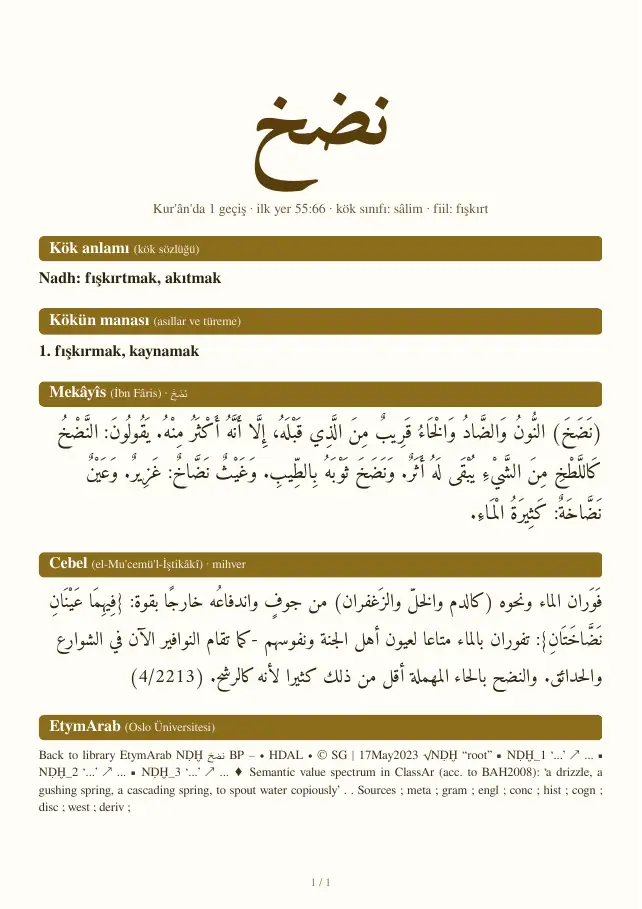 نضخ
Kur'ân'da 1 geçiş · ilk yer 55:66 · kök sınıfı: sâlim · fiil: fışkırt
Kök anlamı (kök sözlüğü)
Nadh: fışkırtmak, akıtmak
Kökün manası (asıllar ve türeme)
1. fışkırmak, kaynamak
Mekâyîs (İbn Fâris) · نَضَخَ
(نَضَخَ) النُّونُ وَالضَّادُ وَالْخَاءُ قَرِيبٌ مِنَ الَّذِي قَبْلَهُ، إِلَّا أَنَّهُ أَكْثَرُ مِنْهُ. يَقُولُونَ: النَّضْخُ
كَاللَّطْخِ مِنَ الشَّيْءِ يُبْقَى لَهُ أَثَرٌ. وَنَضَخَ ثَوْبَهُ بِالطِّيبِ. وَغَيْثٌ نَضَّاخٌ: غَزِيرٌ. وَعَيْنٌ
نَضَّاخَةٌ: كَثِيرَةُ الْمَاءِ.
Cebel (el-Mu'cemü'l-İştikâkî) · mihver
فَوَران الماء ونحوه (كالدم والخلّ والزَغفران) من جوفٍ واندفاعُه خارجًا بقوة: {فِيهِمَا عَيْنَانِ
نَضَّاخَتَانِ}: تفوران بالماء متاعا لعيون أهل الجنة ونفوسهم -كما تقام النوافير الآن في الشوارع
والحدائق. والنضح بالحاء المهملة أقل من ذلك كثيرا لأنه كالرشح. (4/2213)
EtymArab (Oslo Üniversitesi)
Back to library EtymArab NḌḪ نضخ BP – • HDAL • © SG | 17May2023 √NḌḪ “root” ▪ NḌḪ_1 ‘...’ ↗ ... ▪
NḌḪ_2 ‘...’ ↗ ... ▪ NḌḪ_3 ‘...’ ↗ ... ♦ Semantic value spectrum in ClassAr (acc. to BAH2008): ‘a drizzle, a
gushing spring, a cascading spring, to spout water copiously’ . . Sources ; meta ; gram ; engl ; conc ; hist ; cogn ;
disc ; west ; deriv ;
1 / 1